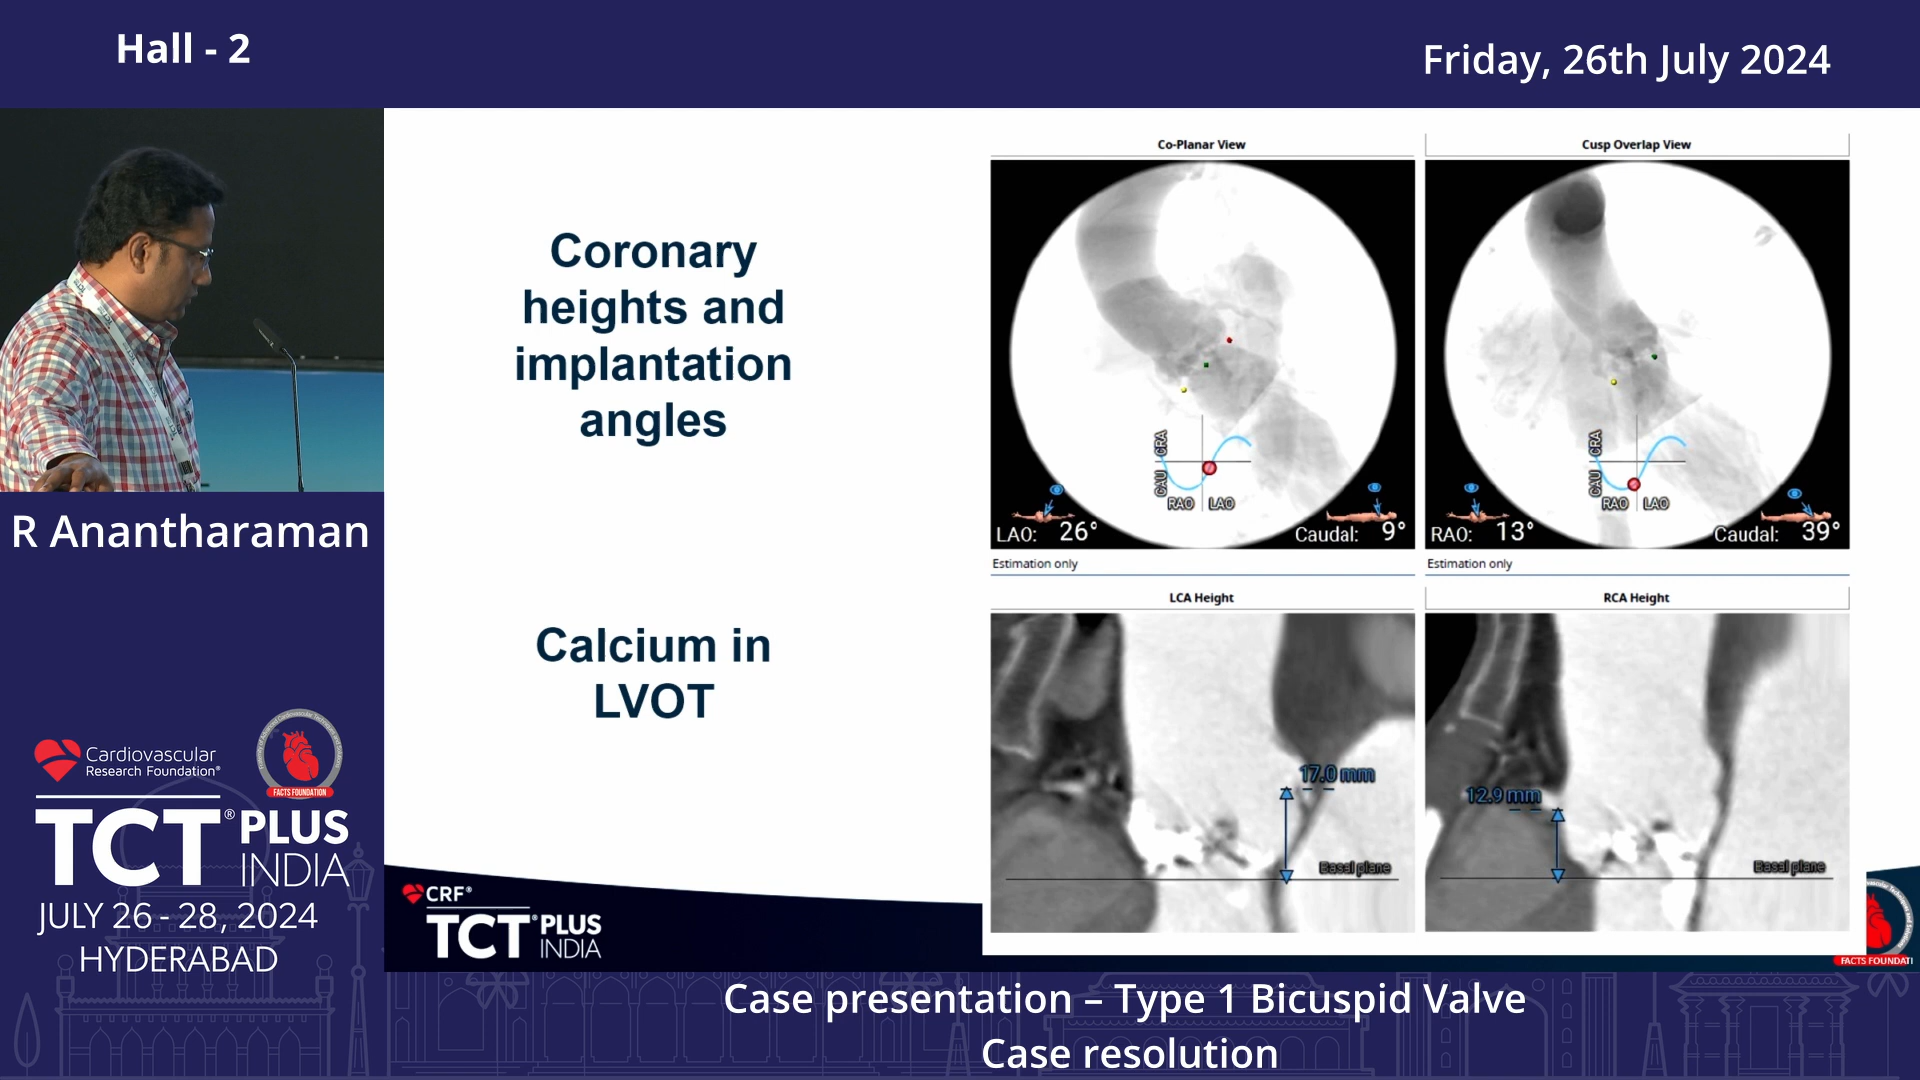 Hall - 2
Friday, 26th July 2024
R Anantharaman
Cardiovascular
Research Foundation®
FACTS FOUNDATION
TCT® PLUS
INDIA
JULY 26 - 28, 2024
HYDERABAD
Coronary
heights and
implantation
angles
Calcium in
LVOT
CRF®
TCT® PLUS
INDIA
Co-Planar View
CRA
CAU
RAO LAO
LAO: 26°
Caudal: 9°
Estimation only
Cusp Overlap View
CRA
CAU
RAO LAO
RAO: 13°
Caudal: 39°
Estimation only
LCA Height
17.0 mm
Basal plane
RCA Height
12.9 mm
Basal plane
FACTS FOUNDATI
Case presentation – Type 1 Bicuspid Valve
Case resolution